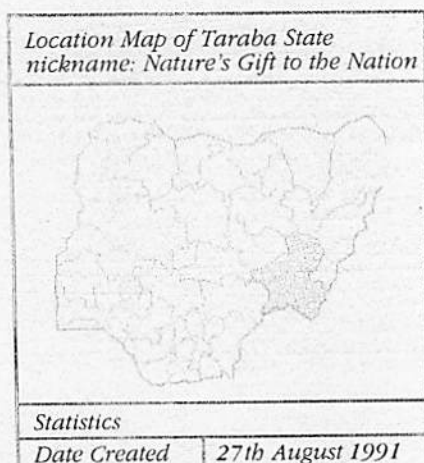 Location Map of Taraba State
nickname: Nature's Gift to the Nation
Statistics
Date Created 27th August 1991